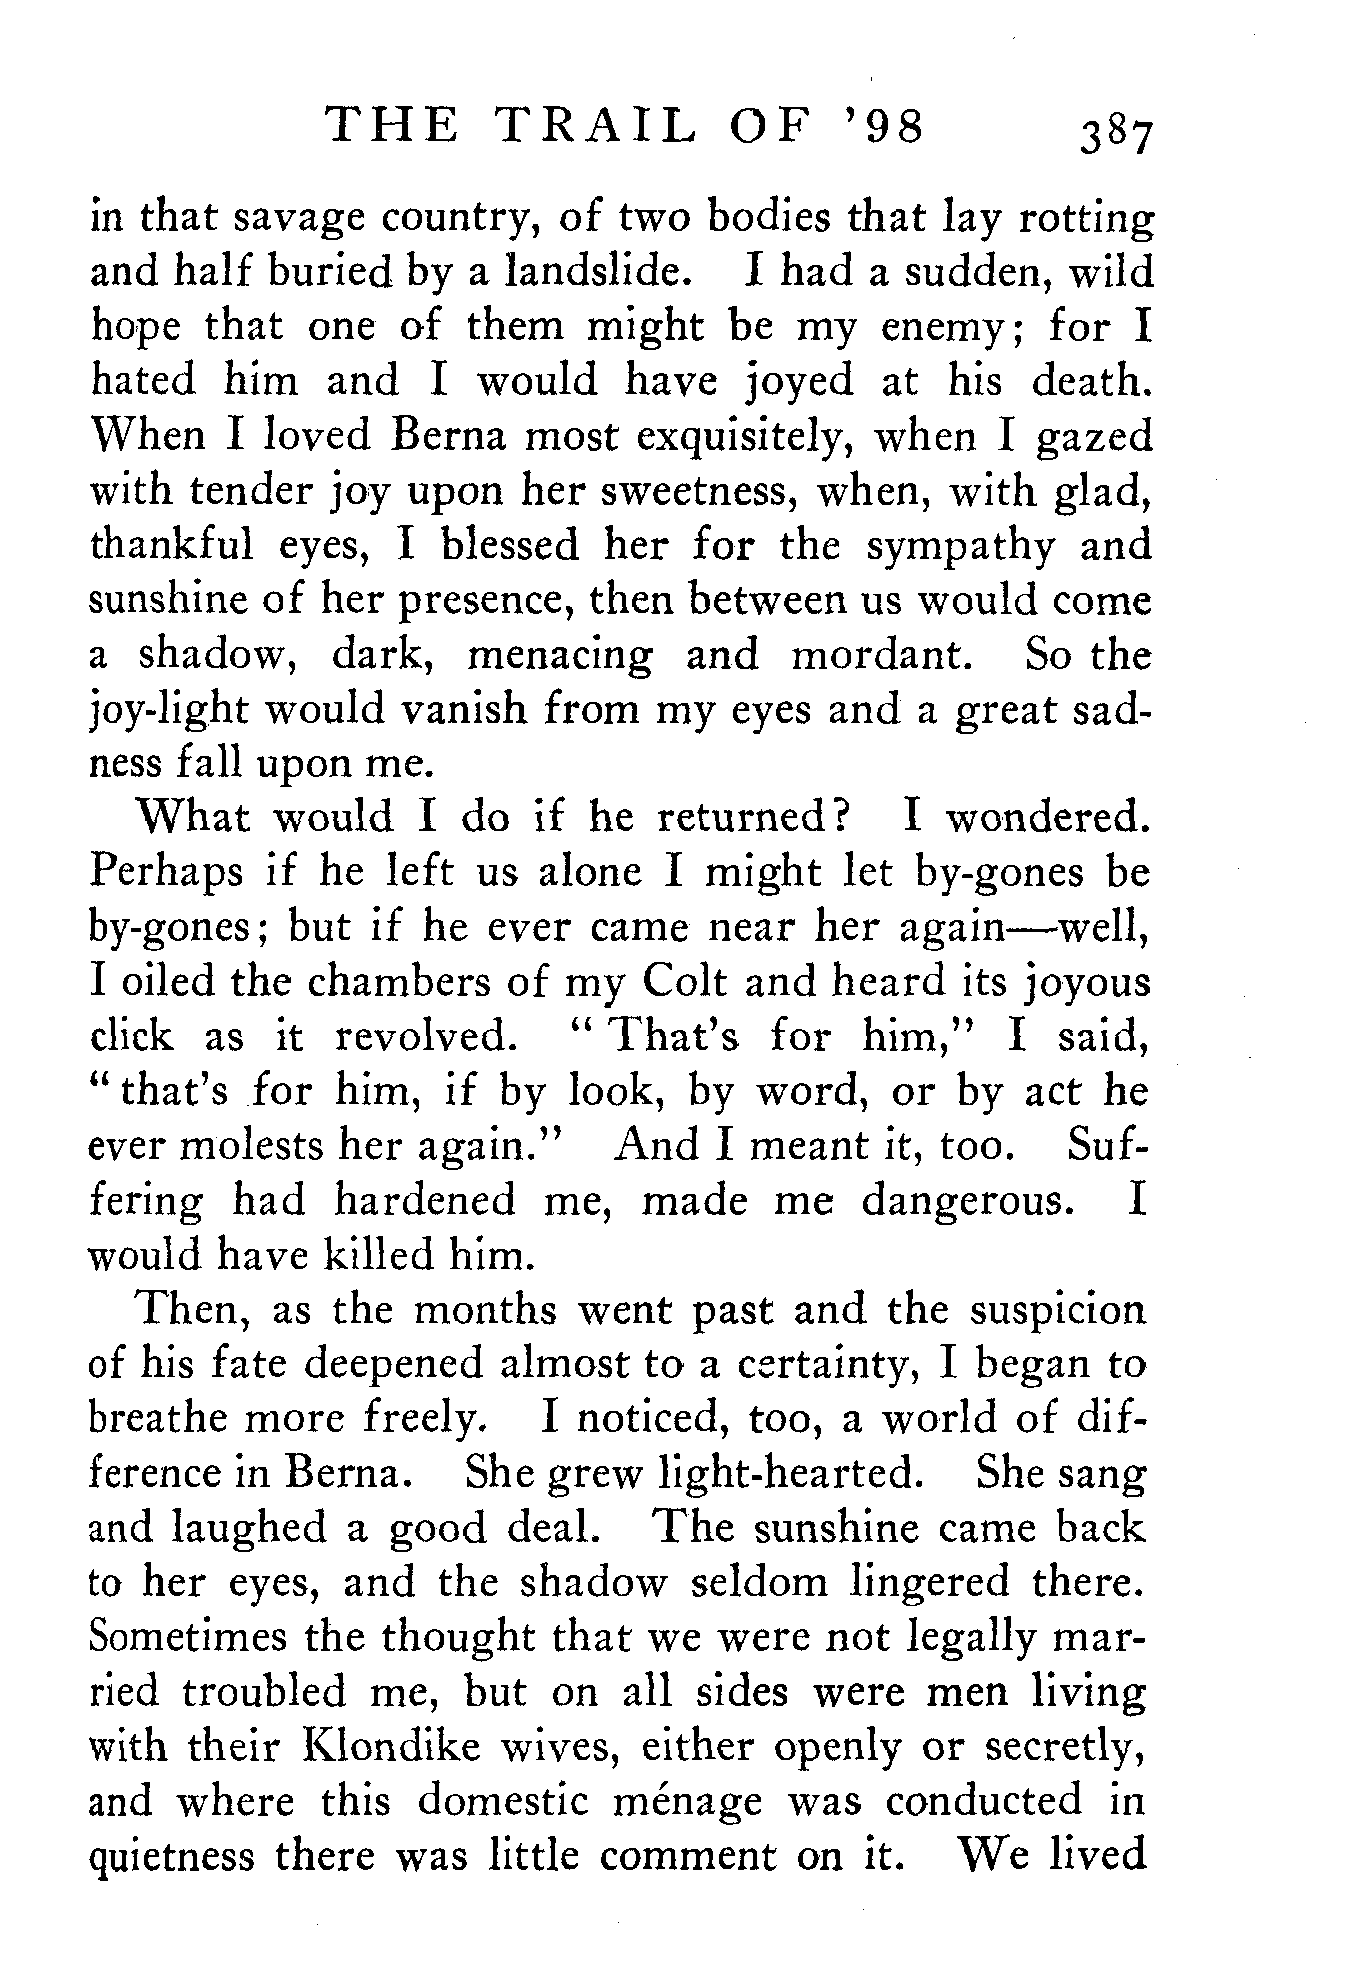 THE TRAIL OF ’98 387
in that savage country, of two bodies that lay rotting
and half buried by a landslide. I had a sudden, wild
hope that one of them might be my enemy; for I
hated him and I would have joyed at his death.
When I loved Berna most exquisitely, when I gazed
with tender joy upon her sweetness, when, with glad,
thankful eyes, I blessed her for the sympathy and
sunshine of her presence, then between us would come
a shadow, dark, menacing and mordant. So the
joy-light would vanish from my eyes and a great sad-
ness fall upon me.
What would I do if he returned? I wondered.
Perhaps if he left us alone I might let by-gones be
by-gones; but if he ever came near her again—well,
I oiled the chambers of my Colt and heard its joyous
click as it revolved. “That’s for him,” I said,
“that’s for him, if by look, by word, or by act he
ever molests her again.” And I meant it, too. Suf-
fering had hardened me, made me dangerous. I
would have killed him.
Then, as the months went past and the suspicion
of his fate deepened almost to a certainty, I began to
breathe more freely. I noticed, too, a world of dif-
ference in Berna. She grew light-hearted. She sang
and laughed a good deal. The sunshine came back
to her eyes, and the shadow seldom lingered there.
Sometimes the thought that we were not legally mar-
ried troubled me, but on all sides were men living
with their Klondike wives, either openly or secretly,
and where this domestic ménage was conducted in
quietness there was little comment on it. We lived